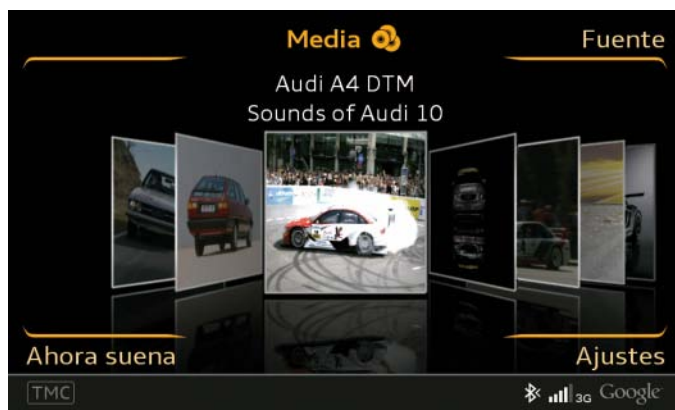 Media
Fuente
Audi A4 DTM
Sounds of Audi 10
Ahora suena
Ajustes
TMC
3G Google